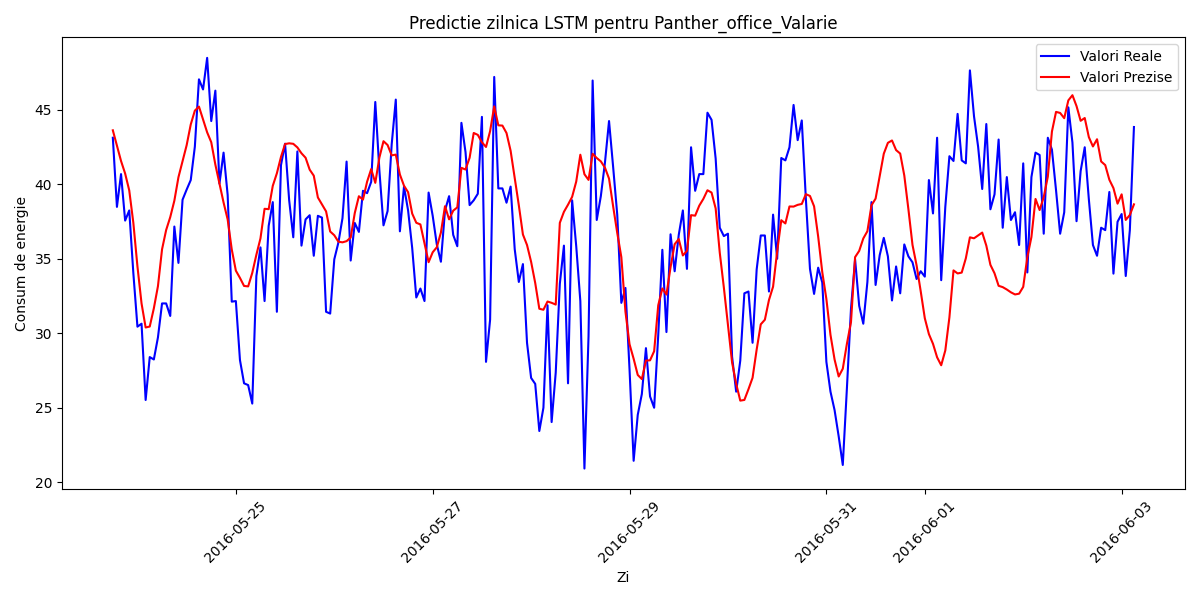 Predictie zilnica LSTM pentru Panther_office_Valarie
Valori Reale
Valori Prezise
Consum de energie
45
40
35
30
25
20
2016-05-25
2016-05-27
2016-05-29
2016-05-31
2016-06-01
2016-06-03
Zi